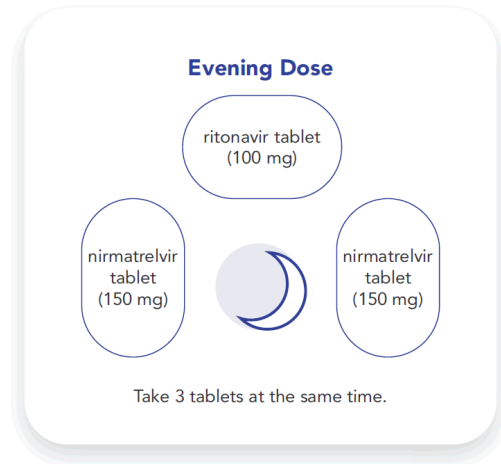 Evening Dose
ritonavir tablet
(100 mg)
nirmatrelvir
tablet
(150 mg)
nirmatrelvir
tablet
(150 mg)
Take 3 tablets at the same time.